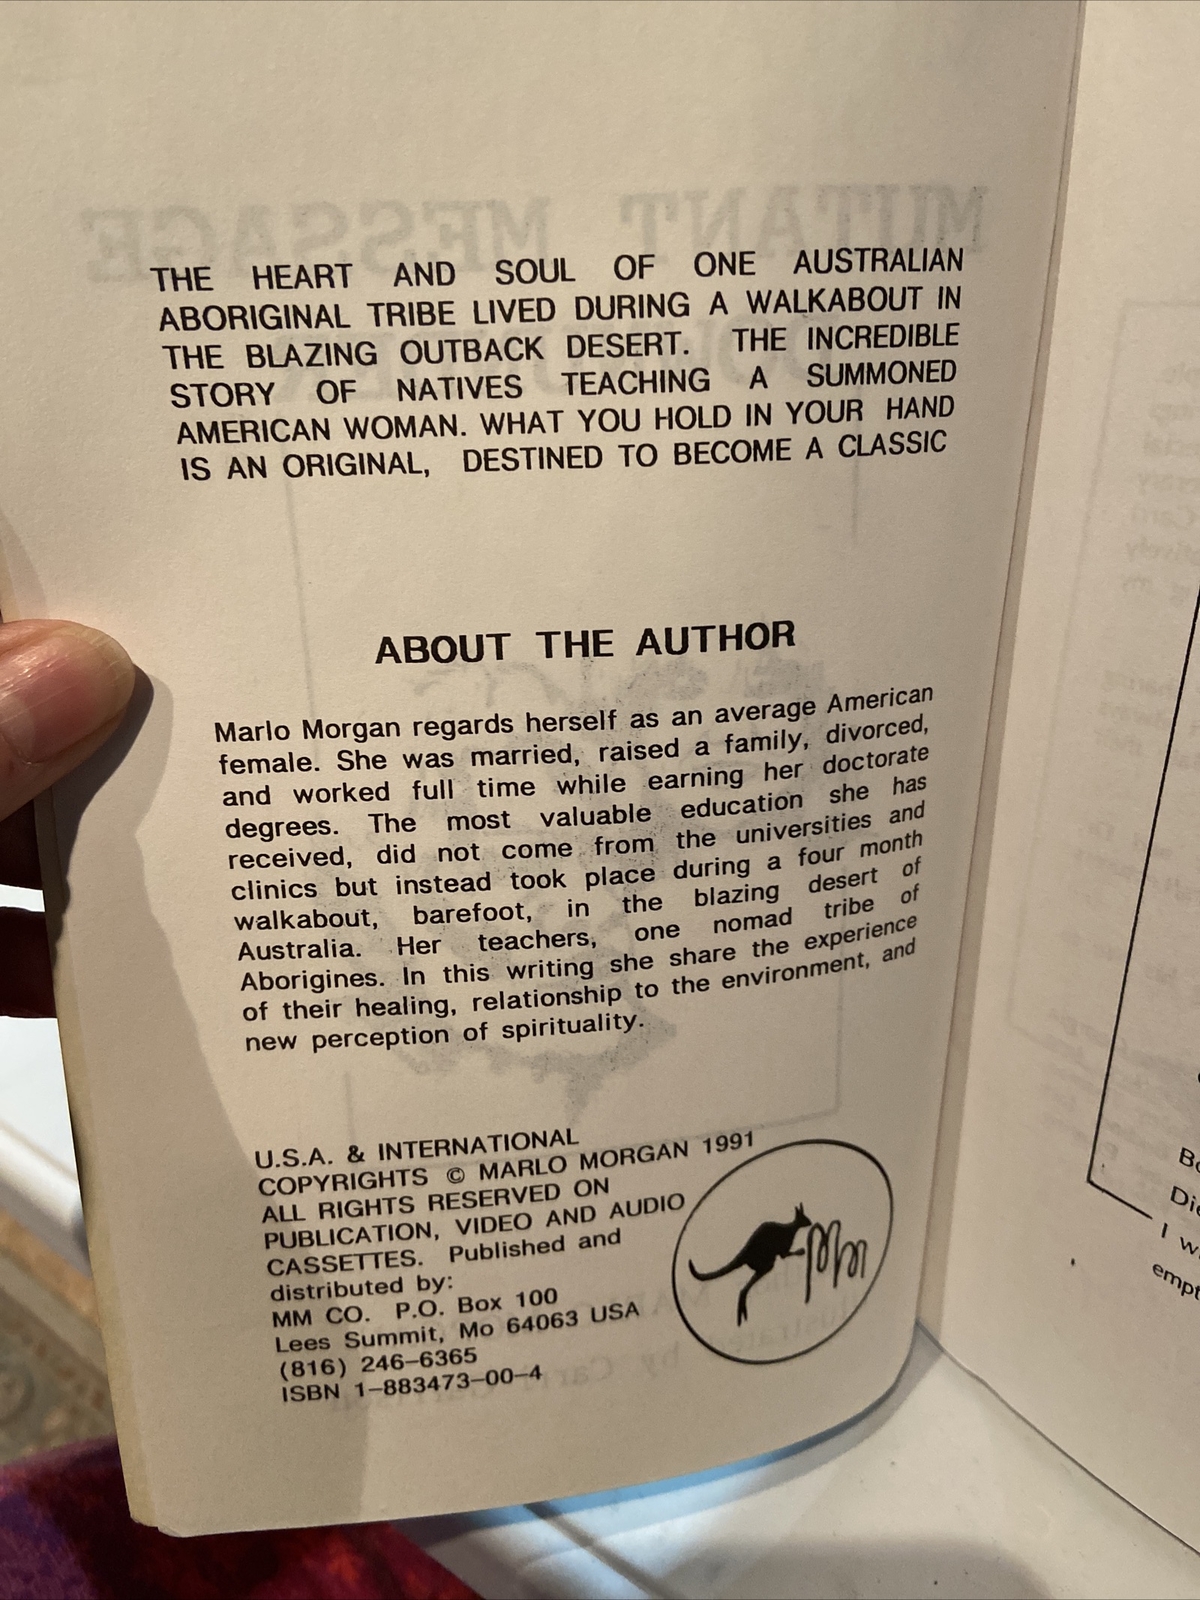 THE HEART AND SOUL OF ONE AUSTRALIAN
ABORIGINAL TRIBE LIVED DURING A WALKABOUT IN
THE BLAZING OUTBACK DESERT. THE INCREDIBLE
STORY OF NATIVES TEACHING A SUMMONED
AMERICAN WOMAN. WHAT YOU HOLD IN YOUR HAND
IS AN ORIGINAL, DESTINED TO BECOME A CLASSIC
ABOUT THE AUTHOR
Marlo Morgan regards herself as an average American
female. She was married, raised a family, divorced,
and worked full time while earning her doctorate
degrees. The most valuable education she has
received, did not come from the universities and
clinics but instead took place during a four month
walkabout, barefoot, in the blazing desert of
Australia. Her teachers, one nomad tribe of
Aborigines. In this writing she share the experience
of their healing, relationship to the environment, and
new perception of spirituality.
U.S.A. & INTERNATIONAL
COPYRIGHTS © MARLO MORGAN 1991
ALL RIGHTS RESERVED ON
PUBLICATION, VIDEO AND AUDIO
CASSETTES. Published and
distributed by:
MM CO. P.O. Box 100
Lees Summit, Mo 64063 USA
(816) 246-6365
ISBN 1-883473-00-4
MUTANT MESSAGE
I w
empt